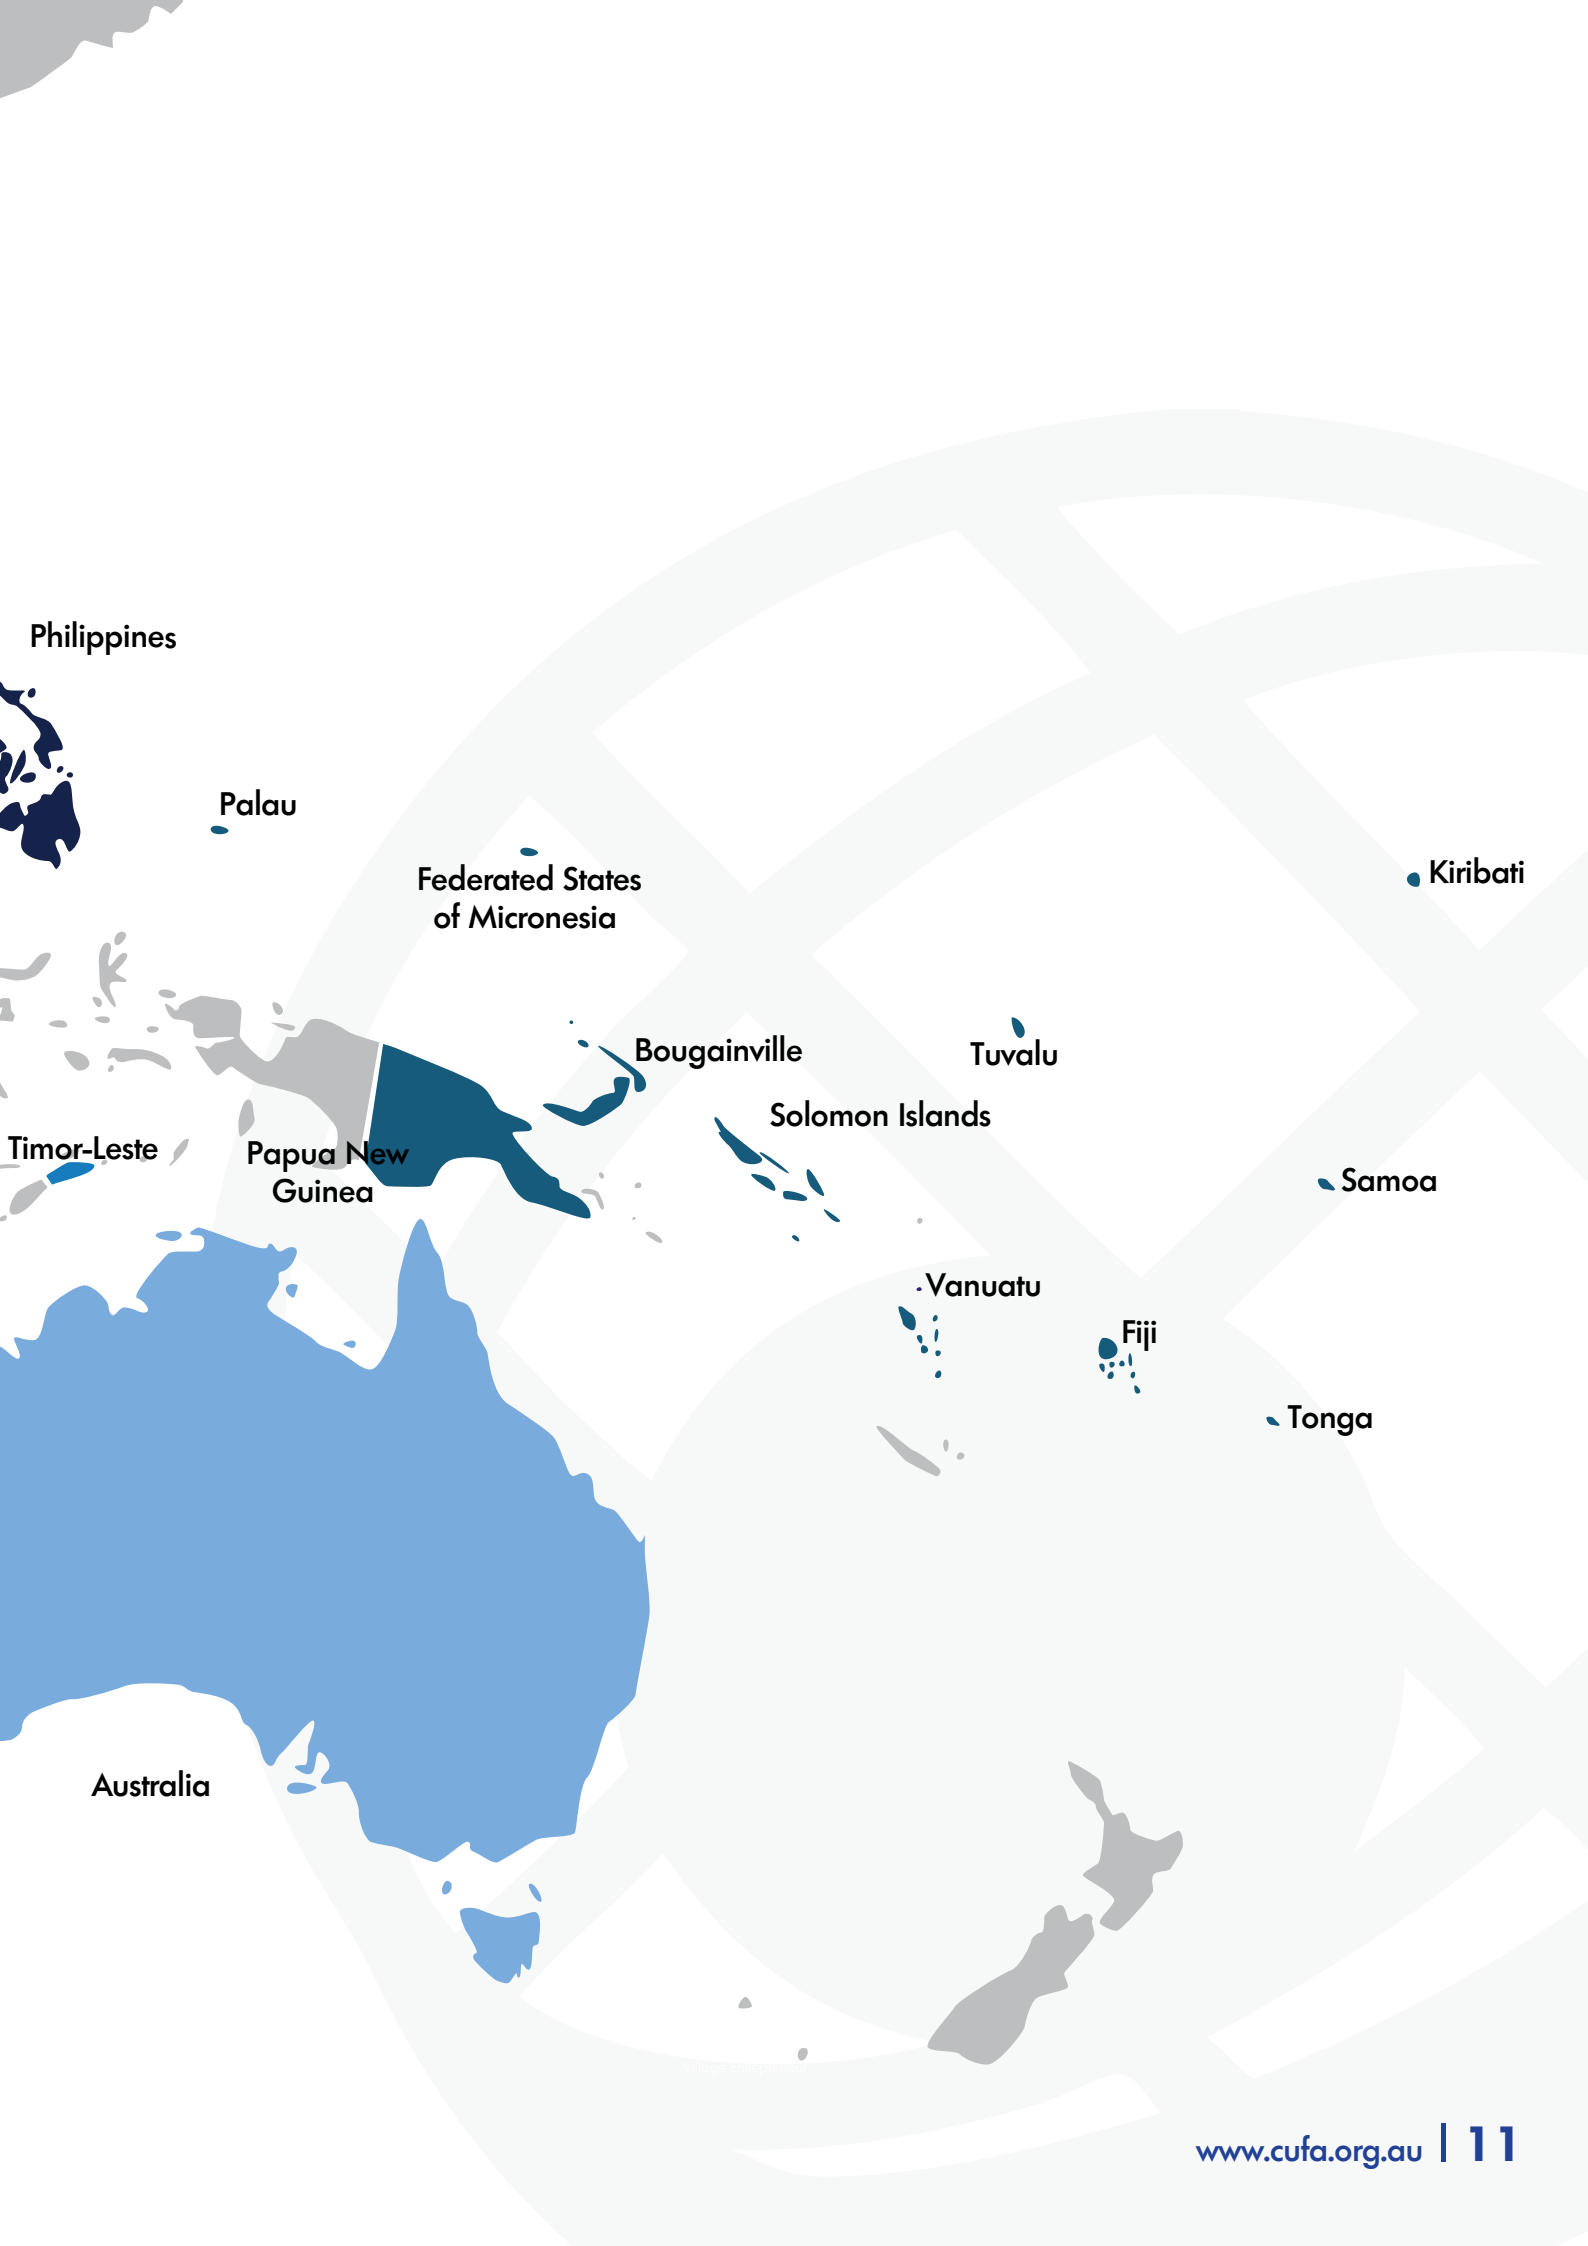 Philippines
Palau
Federated States
of Micronesia
Kiribati
Bougainville
Tuvalu
Solomon Islands
Timor-Leste
Papua New
Guinea
Samoa
Vanuatu
Fiji
Tonga
Australia
www.cufa.org.au | 11